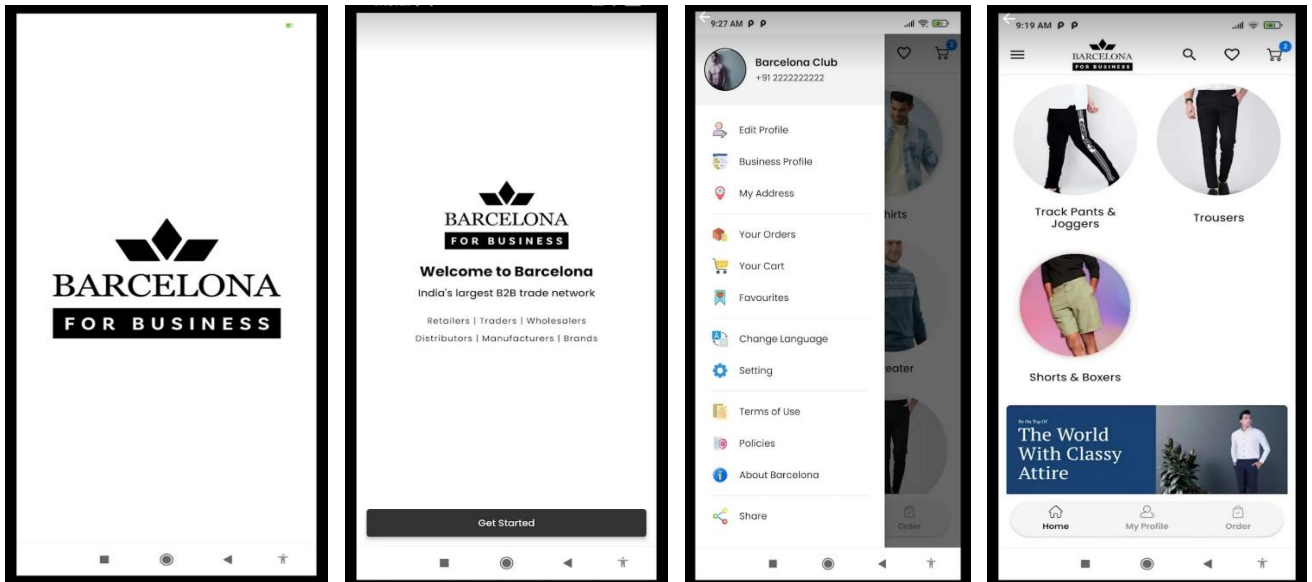 BARCELONA
FOR BUSINESS
BARCELONA
FOR BUSINESS
Welcome to Barcelona
India's largest B2B trade network
Retailers | Traders | Wholesalers
Distributors | Manufacturers | Brands
Get Started
9:27 AM
Barcelona Club
+91 2222222222
2
Edit Profile
Business Profile
My Address
hirts
Your Orders
Your Cart
Favourites
Change Language
eater
Setting
Terms of Use
Policies
About Barcelona
Share
Order
9:19 AM
BARCELONA
FOR BUSINESS
2
Track Pants &
Joggers
Trousers
Shorts & Boxers
The World
With Classy
Attire
Home
My Profile
Order